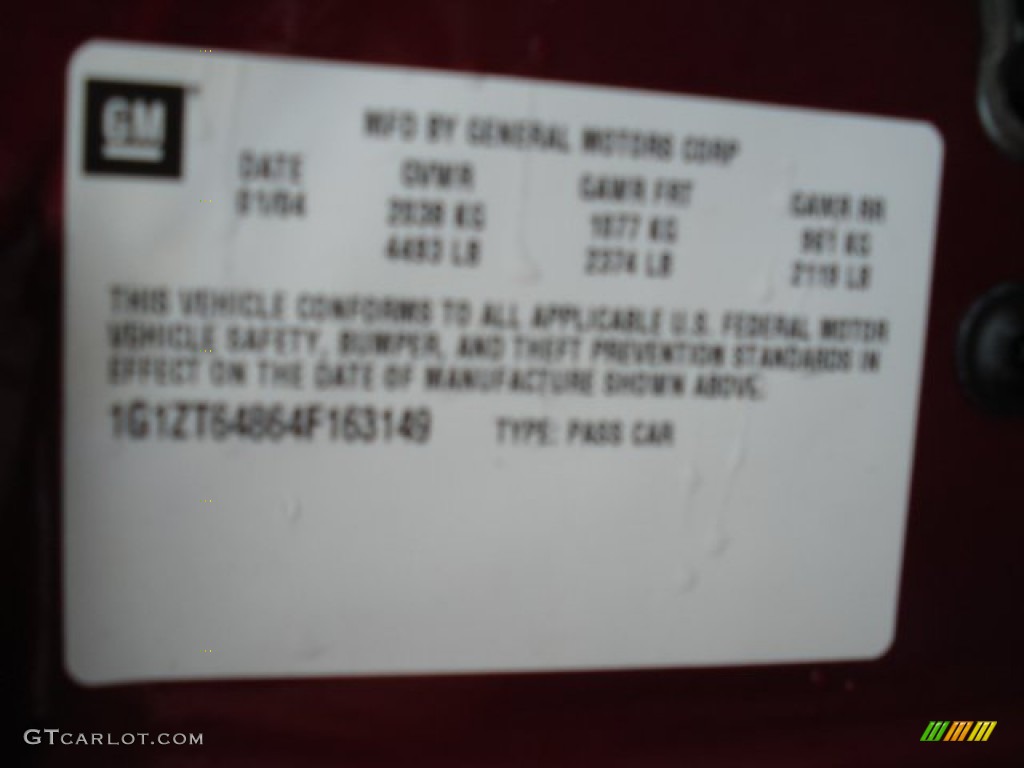 GM
MFD BY GENERAL MOTORS CORP
DATE GVWR GAWR FRT GAWR RR
01/04 2038 KG 1077 KG 961 KG
4493 LB 2374 LB 2119 LB
THIS VEHICLE CONFORMS TO ALL APPLICABLE U.S. FEDERAL MOTOR
VEHICLE SAFETY, BUMPER, AND THEFT PREVENTION STANDARDS IN
EFFECT ON THE DATE OF MANUFACTURE SHOWN ABOVE:
1G1ZT64864F163149 TYPE: PASS CAR
GTCARLOT.COM